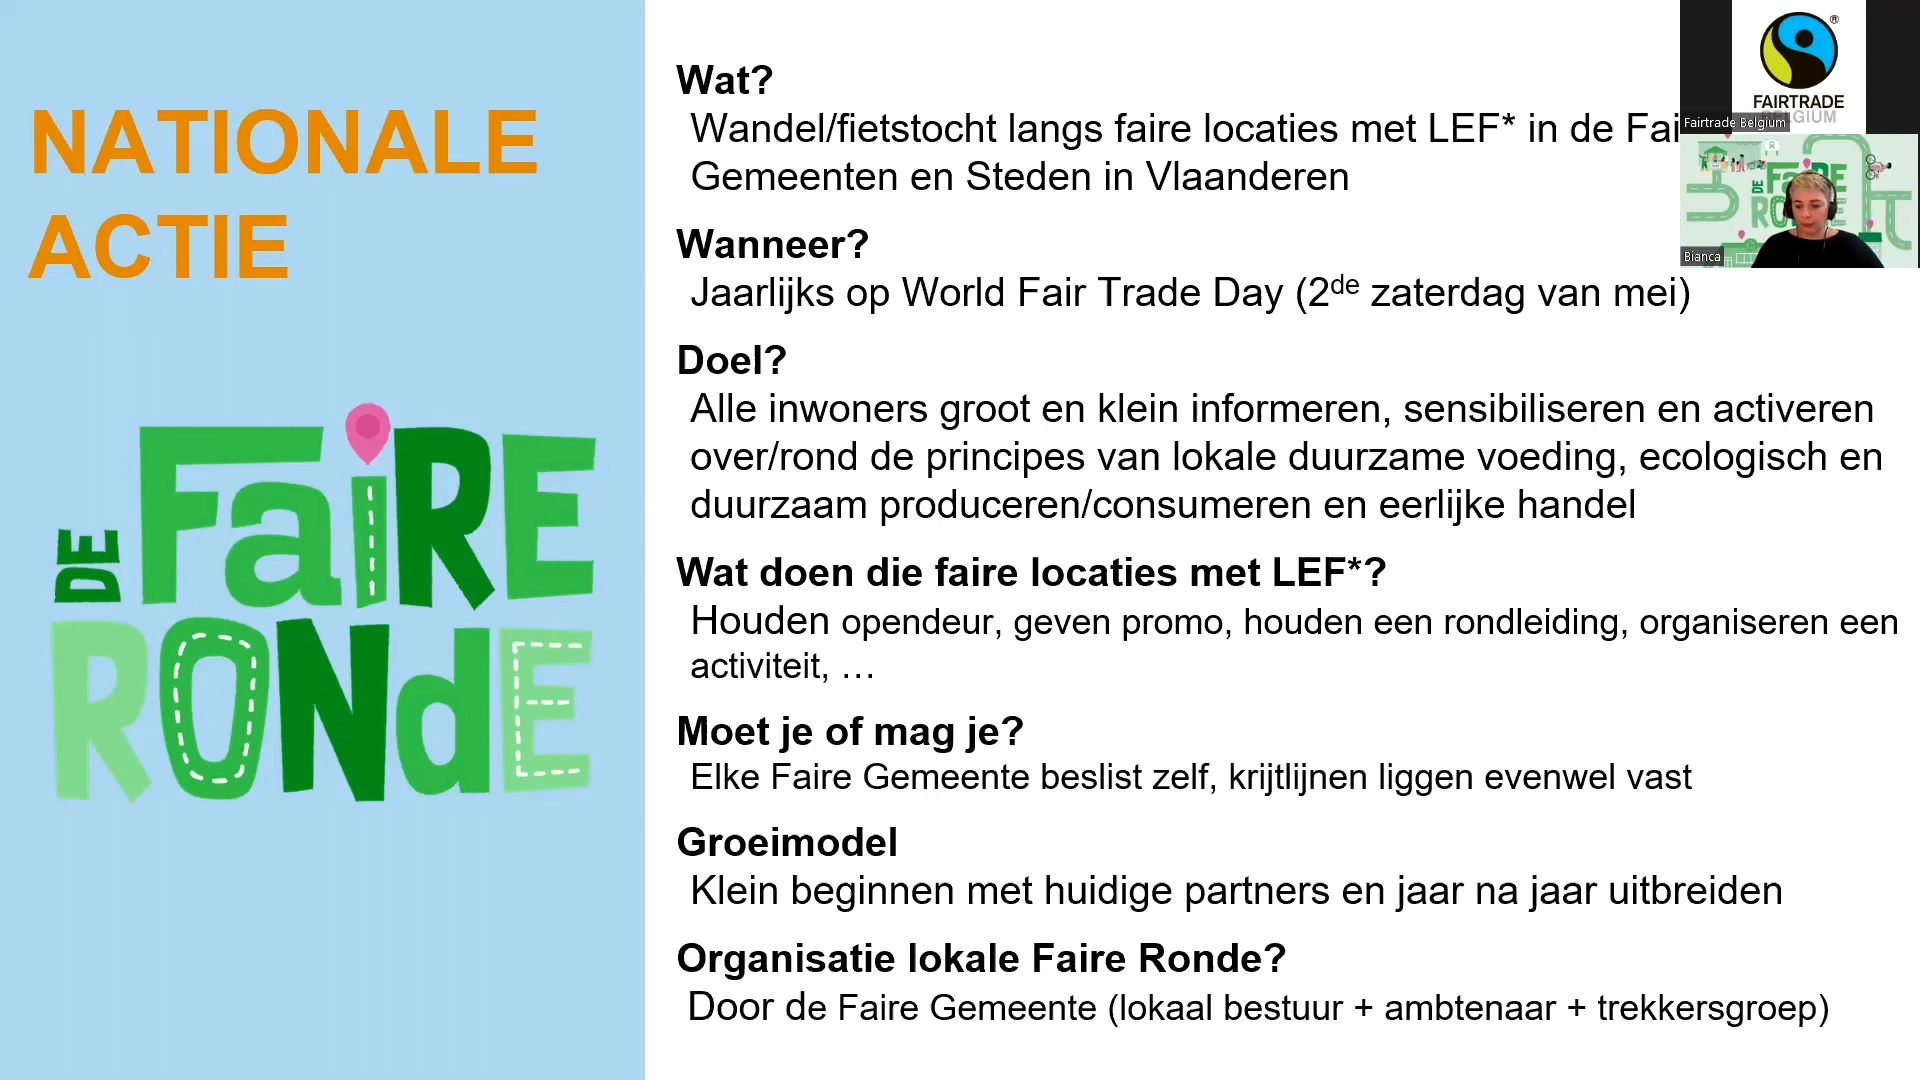 NATIONALE
ACTIE
DE FaiRE
RONdE
Wat?
Wandel/fietstocht langs faire locaties met LEF* in de Fai
Gemeenten en Steden in Vlaanderen
Wanneer?
Jaarlijks op World Fair Trade Day (2de zaterdag van mei)
Doel?
Alle inwoners groot en klein informeren, sensibiliseren en activeren
over/rond de principes van lokale duurzame voeding, ecologisch en
duurzaam produceren/consumeren en eerlijke handel
Wat doen die faire locaties met LEF*?
Houden opendeur, geven promo, houden een rondleiding, organiseren een
activiteit, …
Moet je of mag je?
Elke Faire Gemeente beslist zelf, krijtlijnen liggen evenwel vast
Groeimodel
Klein beginnen met huidige partners en jaar na jaar uitbreiden
Organisatie lokale Faire Ronde?
Door de Faire Gemeente (lokaal bestuur + ambtenaar + trekkersgroep)
®
FAIRTRADE
BELGIUM
Fairtrade Belgium
Bianca